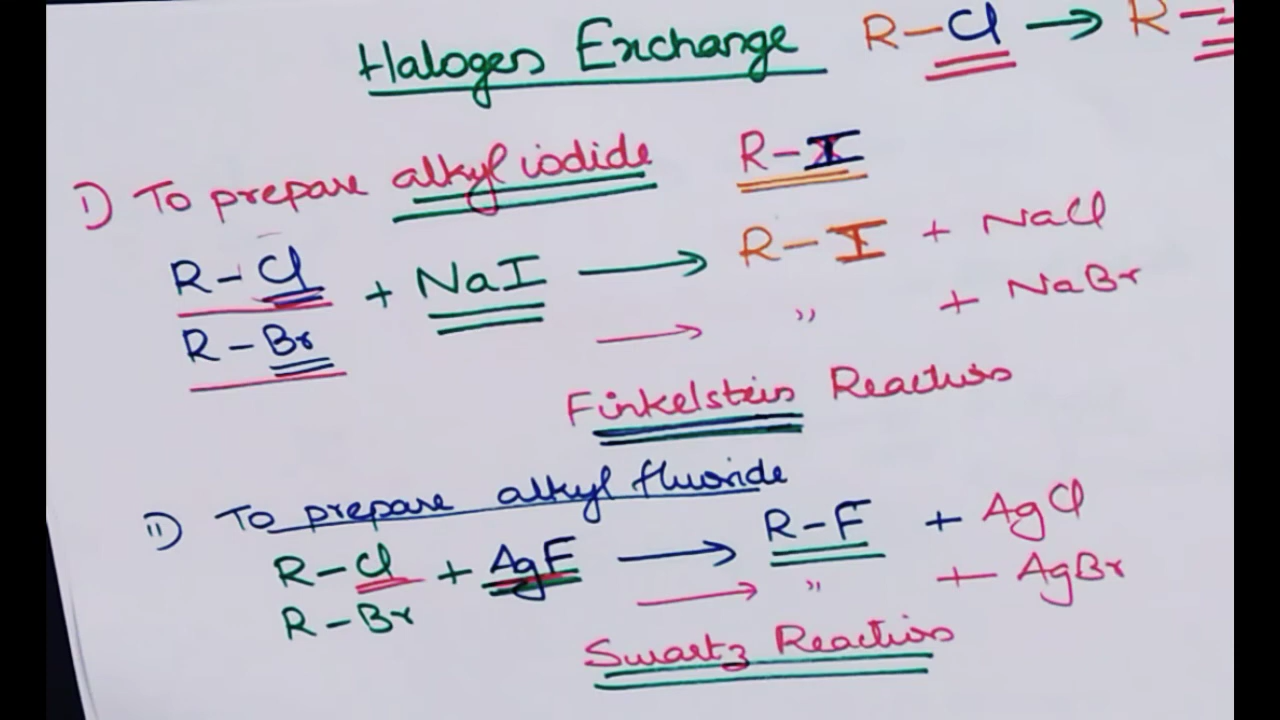 Halogen Exchange R-Cl → R-
i) To prepare alkyl iodide R-I
R-Cl + NaI → R-I + NaCl
R-Br → " + NaBr
Finkelstein Reaction
ii) To prepare alkyl fluoride
R-Cl + AgF → R-F + AgCl
R-Br → " + AgBr
Swartz Reaction